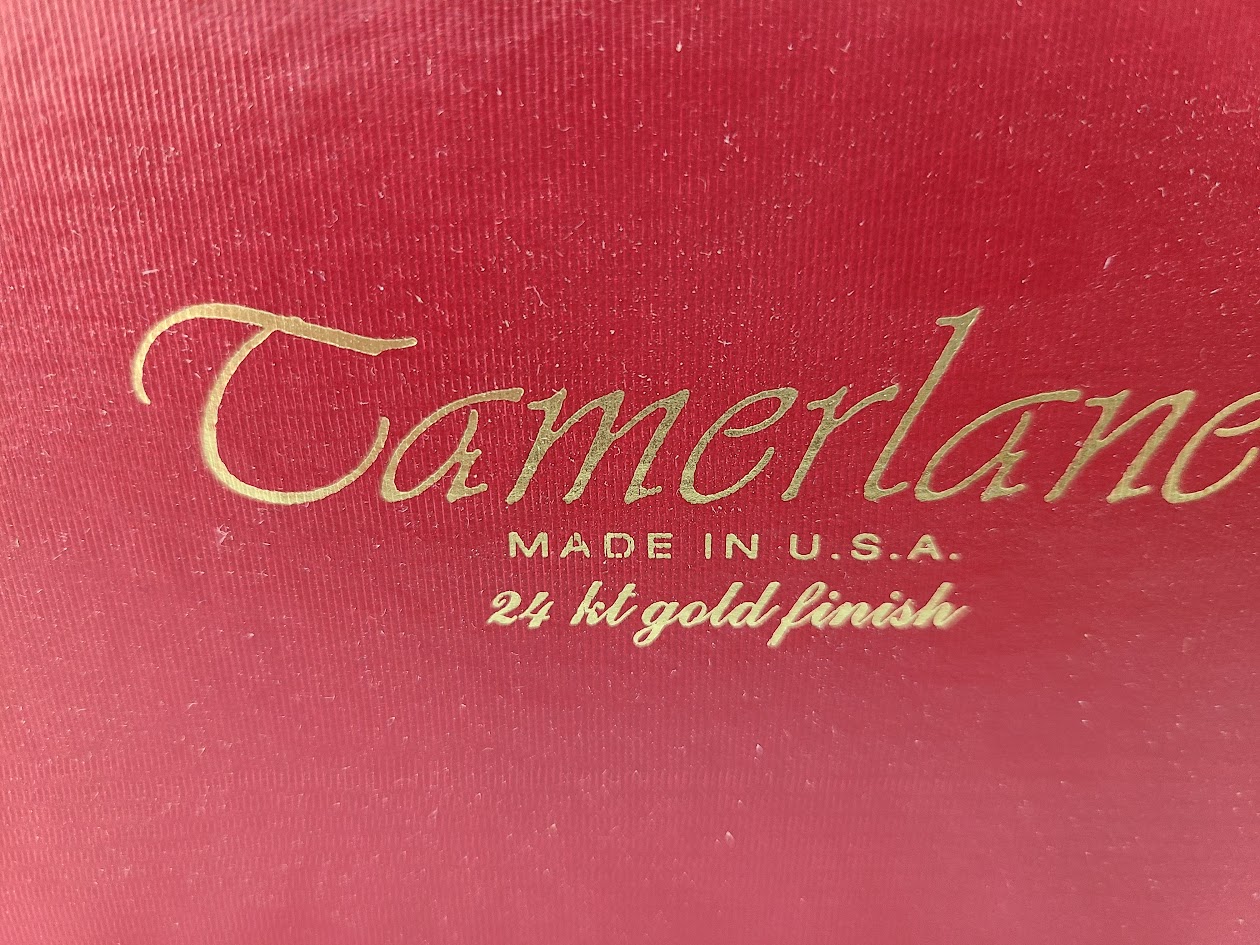 Tamerlane
MADE IN U.S.A.
24 kt gold finish